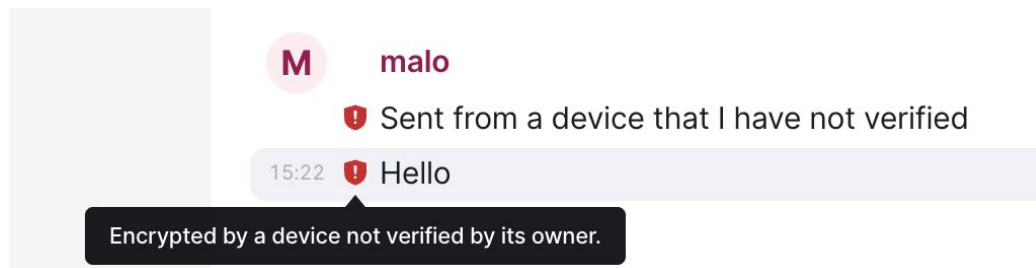 M malo
Sent from a device that I have not verified
15:22 Hello
Encrypted by a device not verified by its owner.